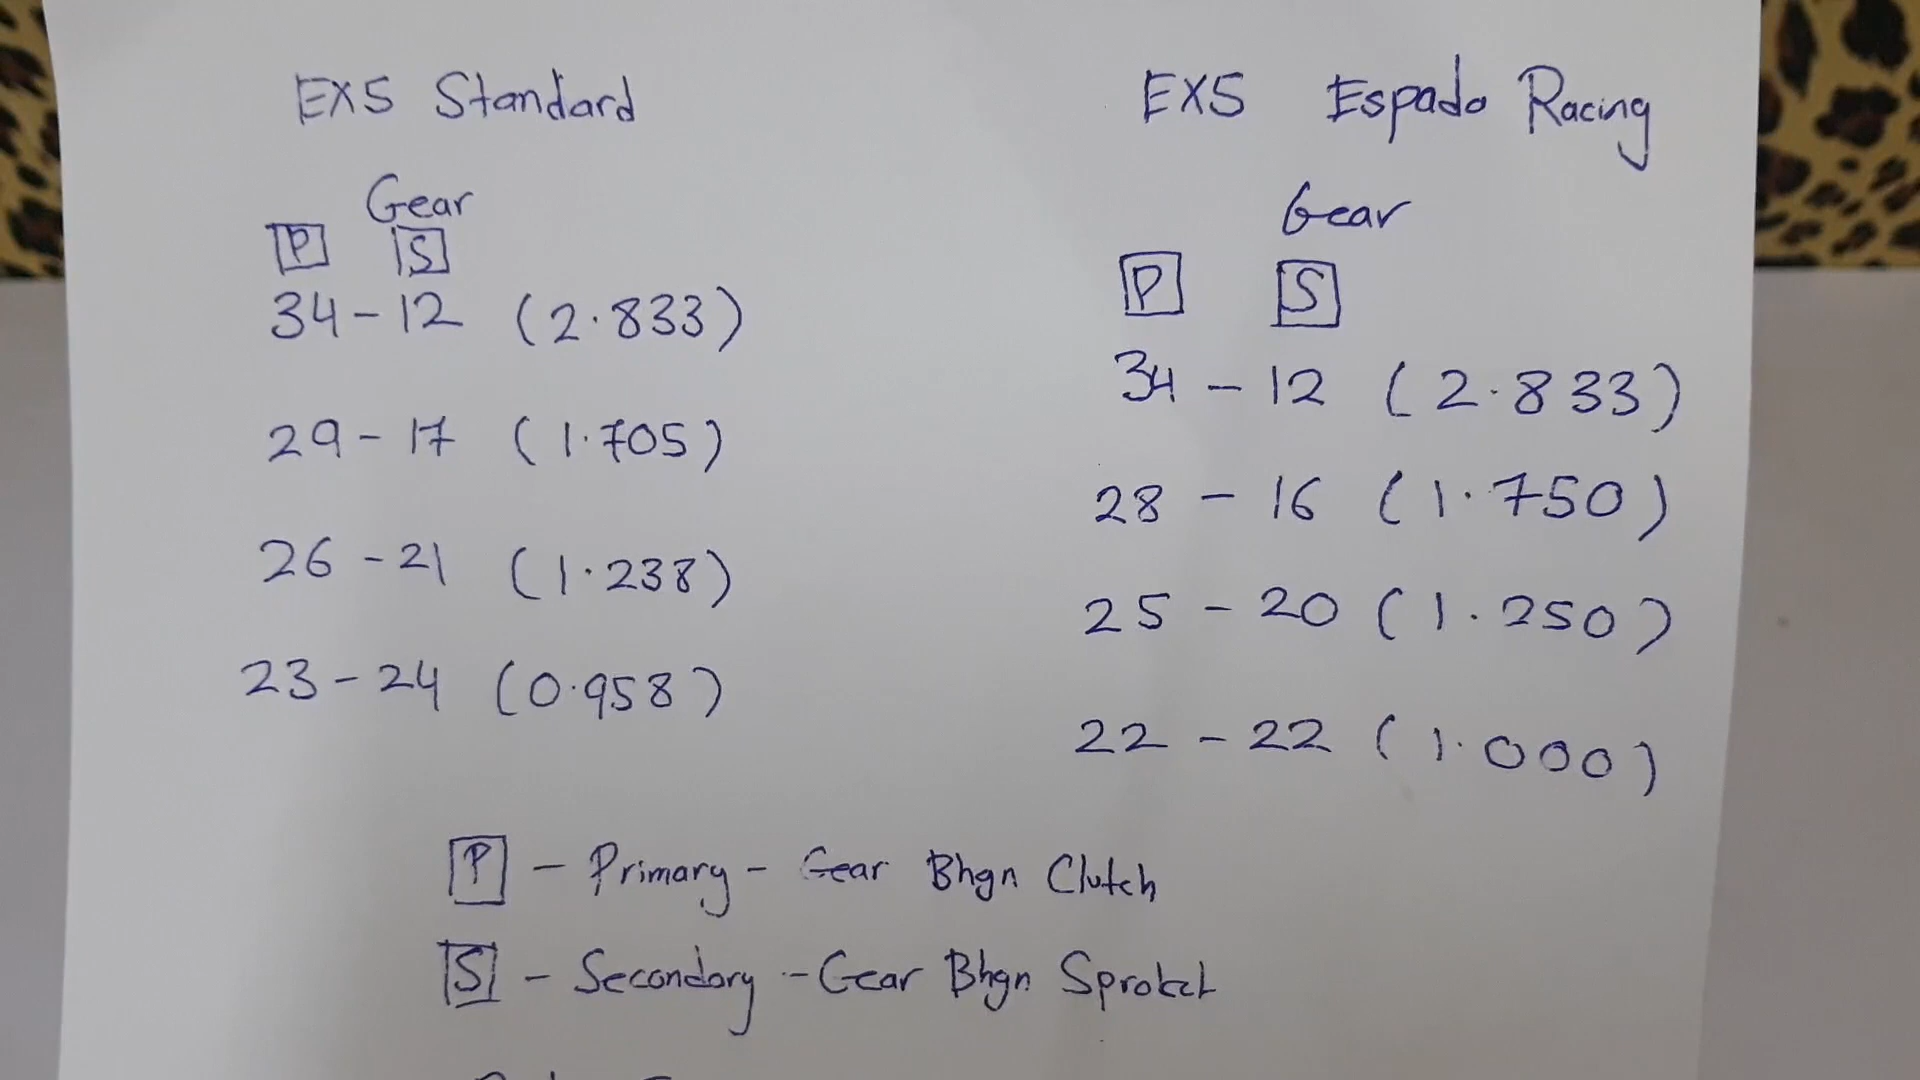 EX5 Standard
Gear
P S
34-12 (2.833)
29-17 (1.705)
26-21 (1.238)
23-24 (0.958)
EX5 Espada Racing
Gear
P S
34-12 (2.833)
28-16 (1.750)
25-20 (1.250)
22-22 (1.000)
P - Primary - Gear Bhgn Clutch
S - Secondary - Gear Bhgn Sproket